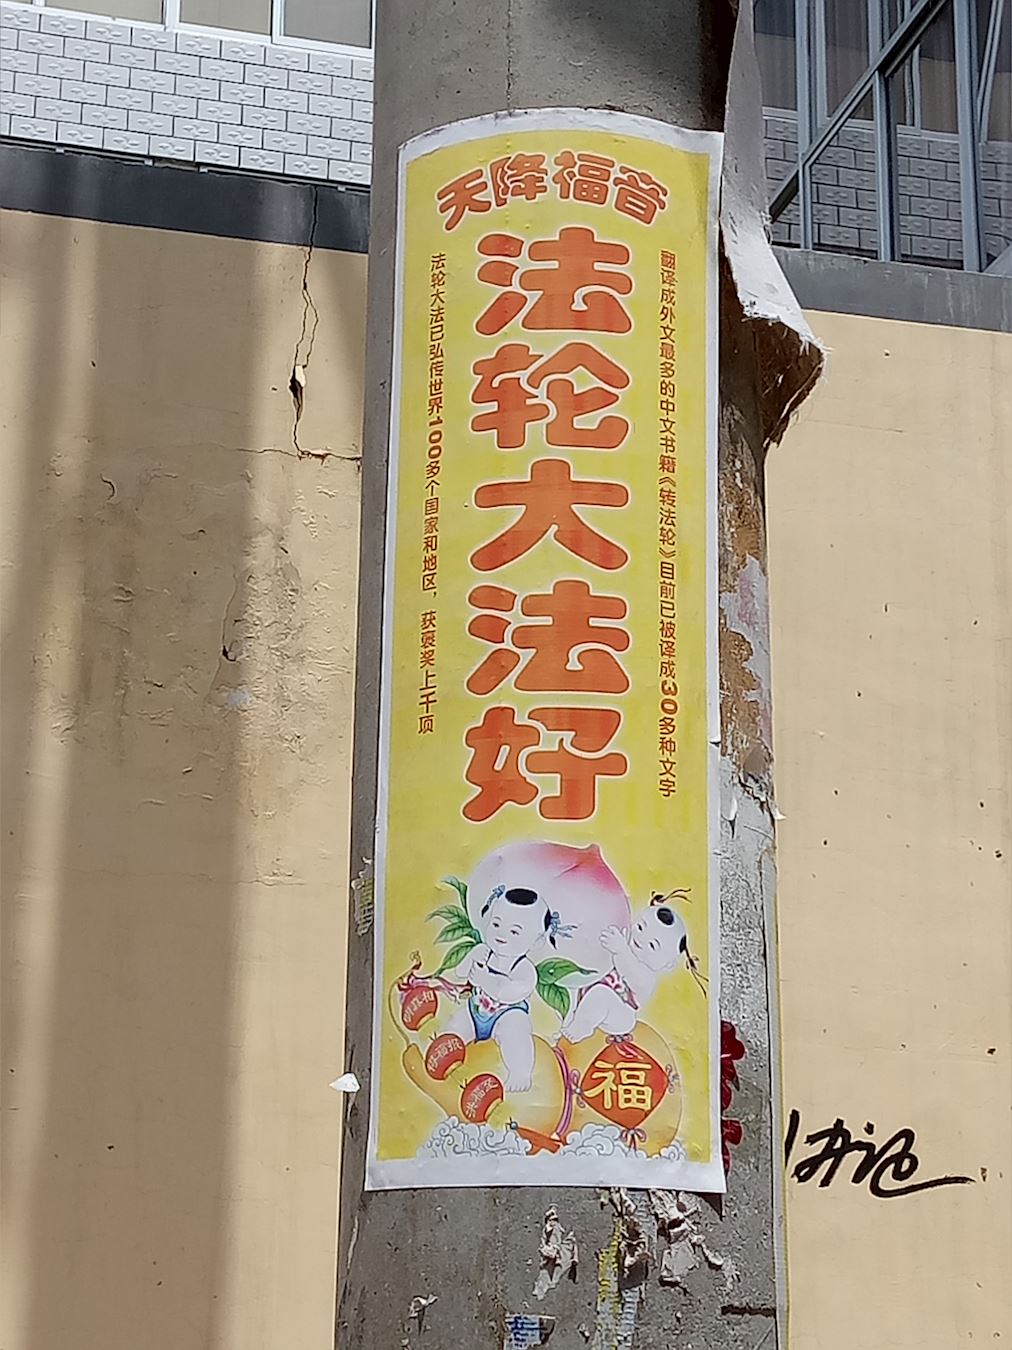 天降福音
法轮大法好
翻译成外文最多的中文书籍《转法轮》目前已被译成30多种文字
法轮大法已弘传世界100多个国家和地区，获褒奖上千项
福